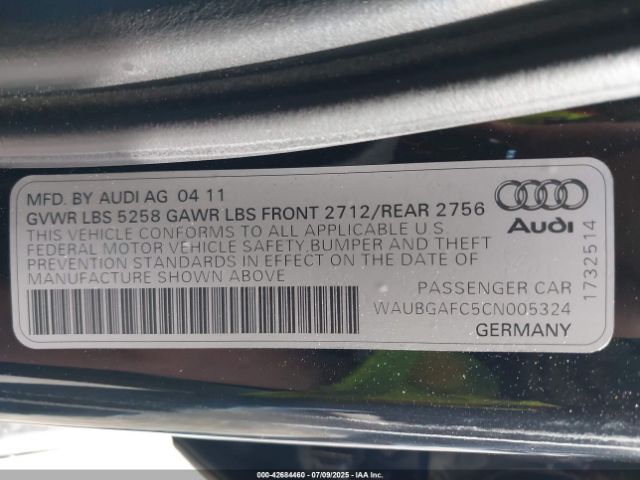 MFD. BY AUDI AG 04 11
GVWR LBS 5258 GAWR LBS FRONT 2712/REAR 2756
THIS VEHICLE CONFORMS TO ALL APPLICABLE U.S.
FEDERAL MOTOR VEHICLE SAFETY, BUMPER AND THEFT
PREVENTION STANDARDS IN EFFECT ON THE DATE OF
MANUFACTURE SHOWN ABOVE
Audi
1732514
PASSENGER CAR
WAUBGAFC5CN005324
GERMANY
000-42684460 - 07/09/2025 - IAAI, Inc.